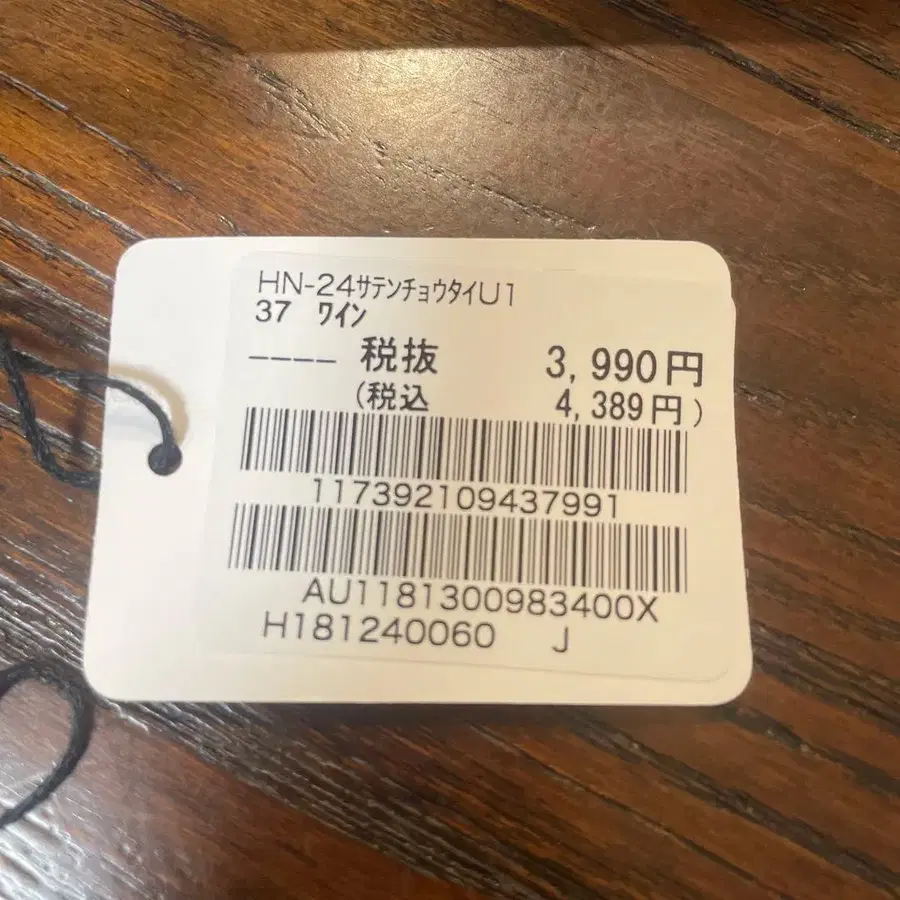 HN-24ｻﾃﾝﾁｮｳﾀｲU1
37 ﾜｲﾝ
---- 税抜 3,990円
(税込 4,389円)
117392109437991
AU1181300983400X
H181240060 J